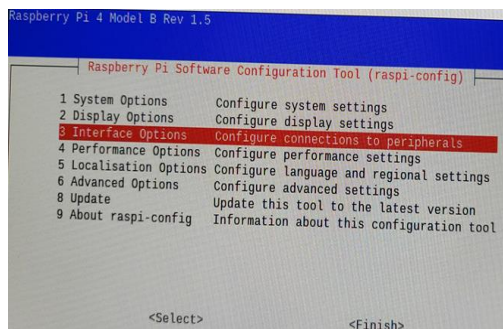 Raspberry Pi 4 Model B Rev 1.5
Raspberry Pi Software Configuration Tool (raspi-config)
1 System Options Configure system settings
2 Display Options Configure display settings
3 Interface Options Configure connections to peripherals
4 Performance Options Configure performance settings
5 Localisation Options Configure language and regional settings
6 Advanced Options Configure advanced settings
8 Update Update this tool to the latest version
9 About raspi-config Information about this configuration tool
<Select> <Finish>